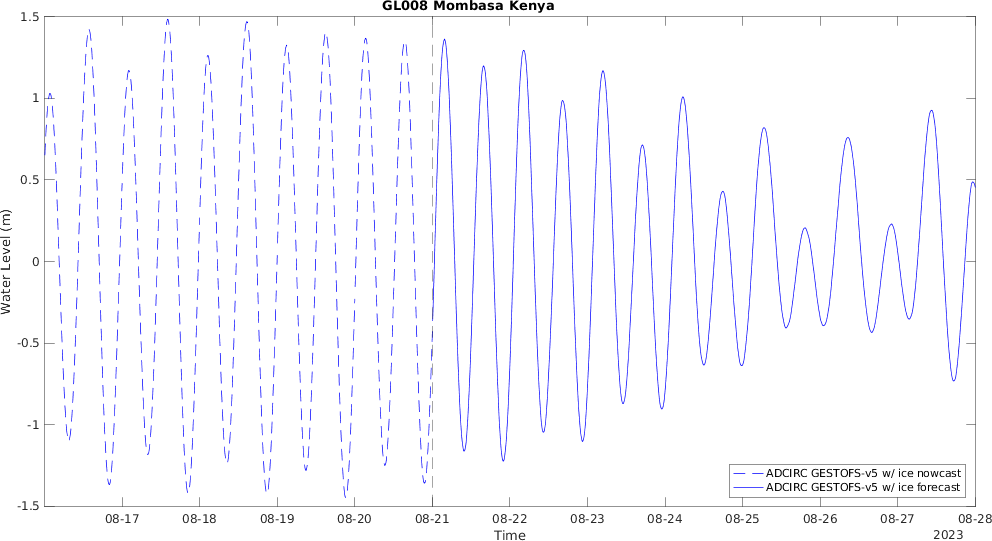 GL008 Mombasa Kenya
1.5
1
0.5
0
-0.5
-1
-1.5
Water Level (m)
08-17 08-18 08-19 08-20 08-21 08-22 08-23 08-24 08-25 08-26 08-27 08-28
Time
2023
ADCIRC GESTOFS-v5 w/ ice nowcast
ADCIRC GESTOFS-v5 w/ ice forecast